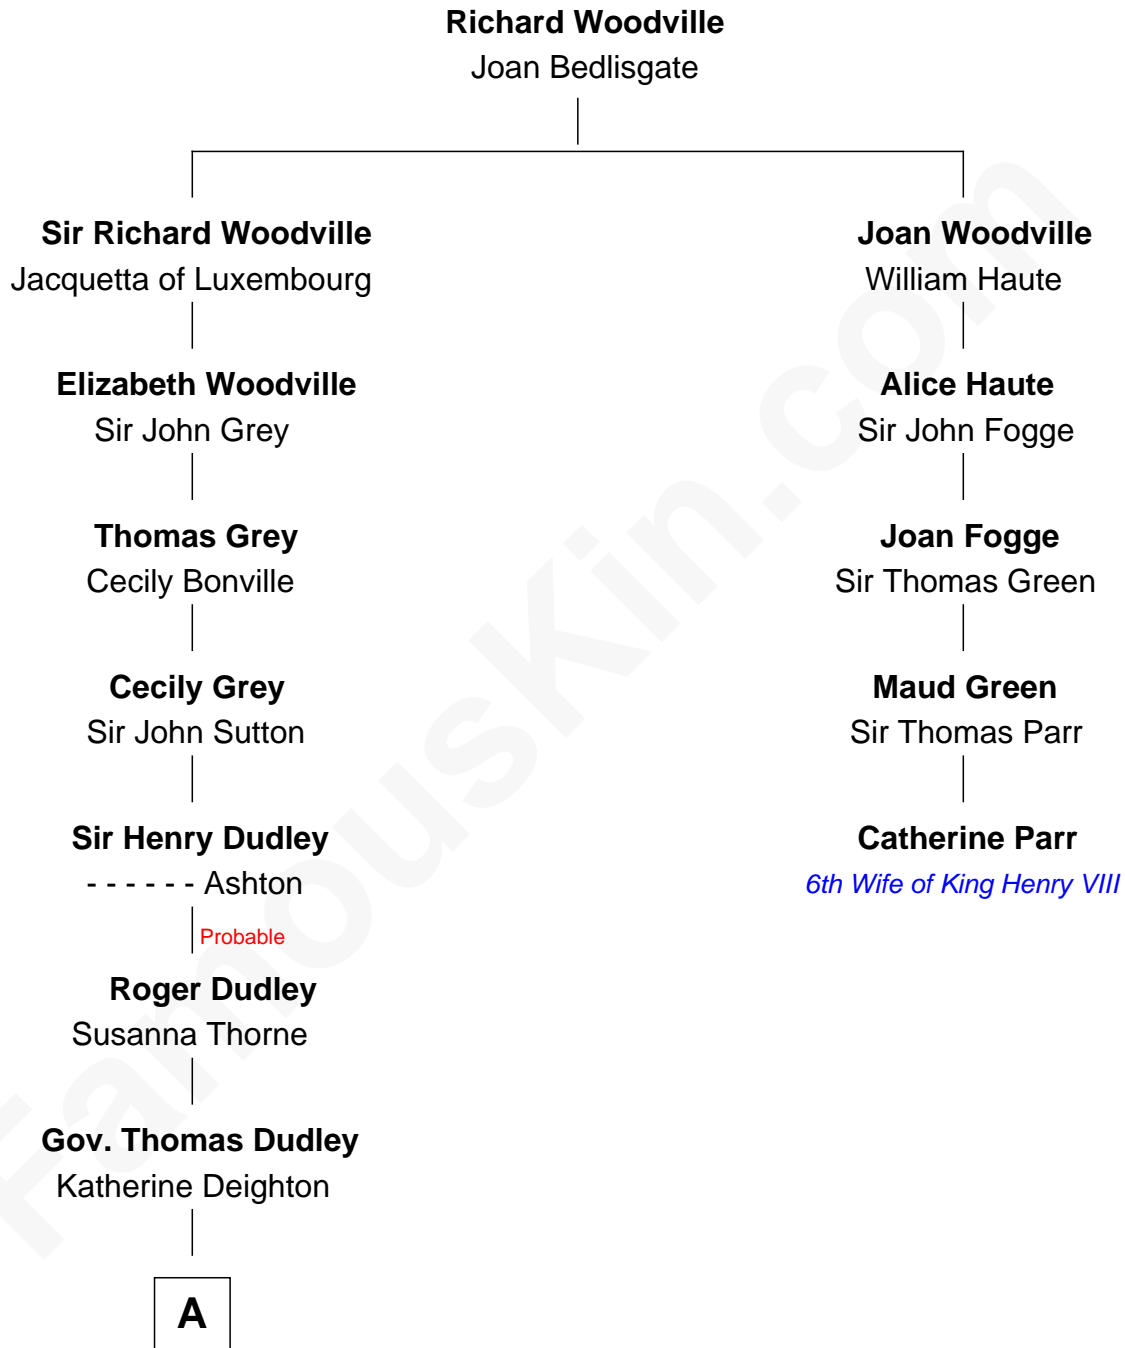 Richard Woodville
Joan Bedlisgate
Sir Richard Woodville
Jacquetta of Luxembourg
Joan Woodville
William Haute
Elizabeth Woodville
Sir John Grey
Alice Haute
Sir John Fogge
Thomas Grey
Cecily Bonville
Joan Fogge
Sir Thomas Green
Cecily Grey
Sir John Sutton
Maud Green
Sir Thomas Parr
Sir Henry Dudley
- - - - - - Ashton
Catherine Parr
6th Wife of King Henry VIII
Probable
Roger Dudley
Susanna Thorne
Gov. Thomas Dudley
Katherine Deighton
A
FamousKin.com